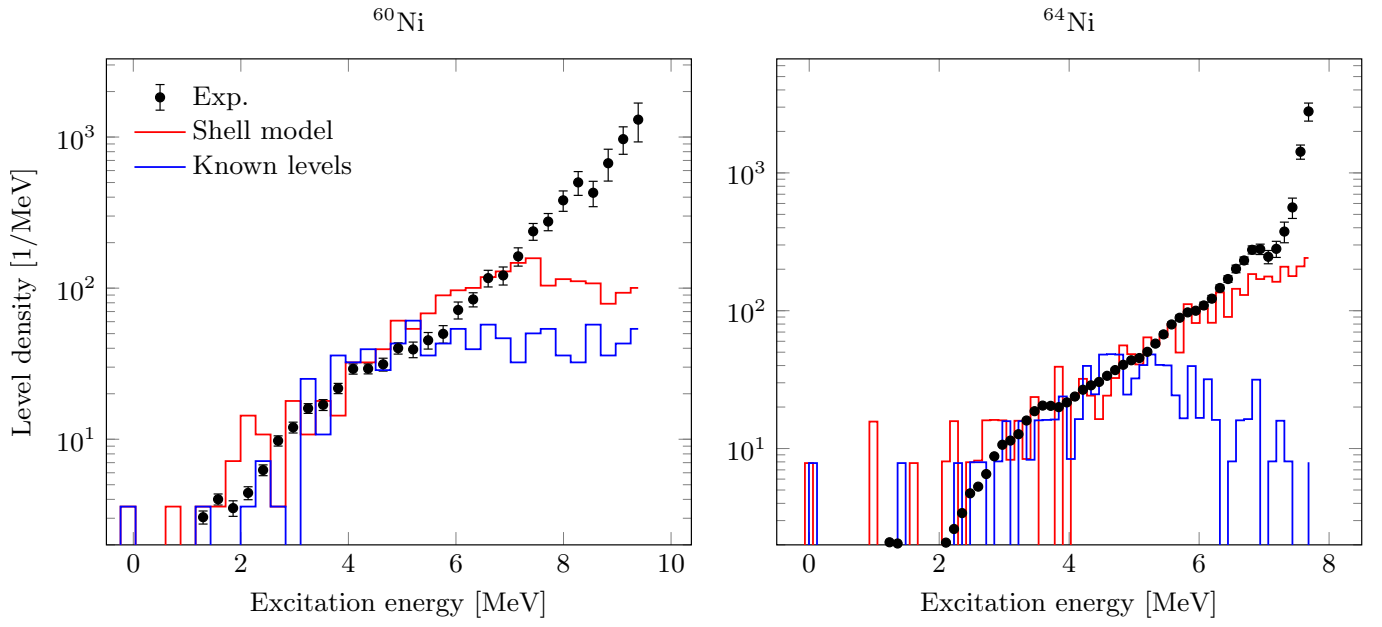 ⁶⁰Ni
⁶⁴Ni
Level density [1/MeV]
10³
10²
10¹
Exp.
Shell model
Known levels
0 2 4 6 8 10
Excitation energy [MeV]
10³
10²
10¹
0 2 4 6 8
Excitation energy [MeV]